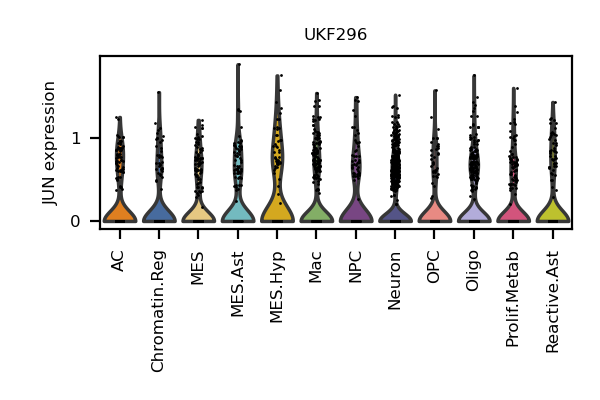 UKF296
JUN expression
1
0
AC
Chromatin.Reg
MES
MES.Ast
MES.Hyp
Mac
NPC
Neuron
OPC
Oligo
Prolif.Metab
Reactive.Ast